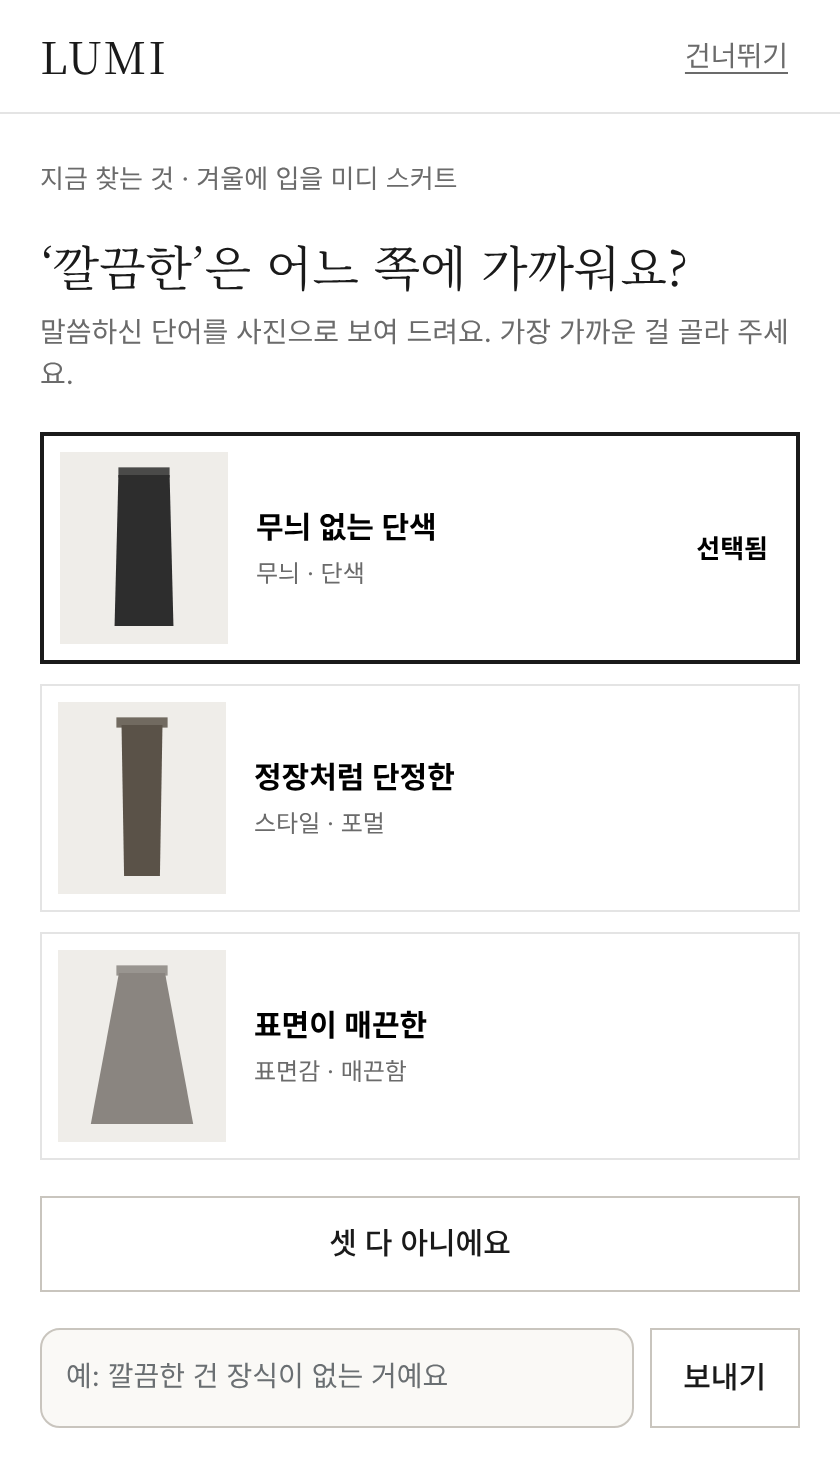 LUMI
건너뛰기
지금 찾는 것 · 겨울에 입을 미디 스커트
‘깔끔한’은 어느 쪽에 가까워요?
말씀하신 단어를 사진으로 보여 드려요. 가장 가까운 걸 골라 주세
요.
무늬 없는 단색
무늬 · 단색
선택됨
정장처럼 단정한
스타일 · 포멀
표면이 매끈한
표면감 · 매끈함
셋 다 아니에요
예: 깔끔한 건 장식이 없는 거예요
보내기